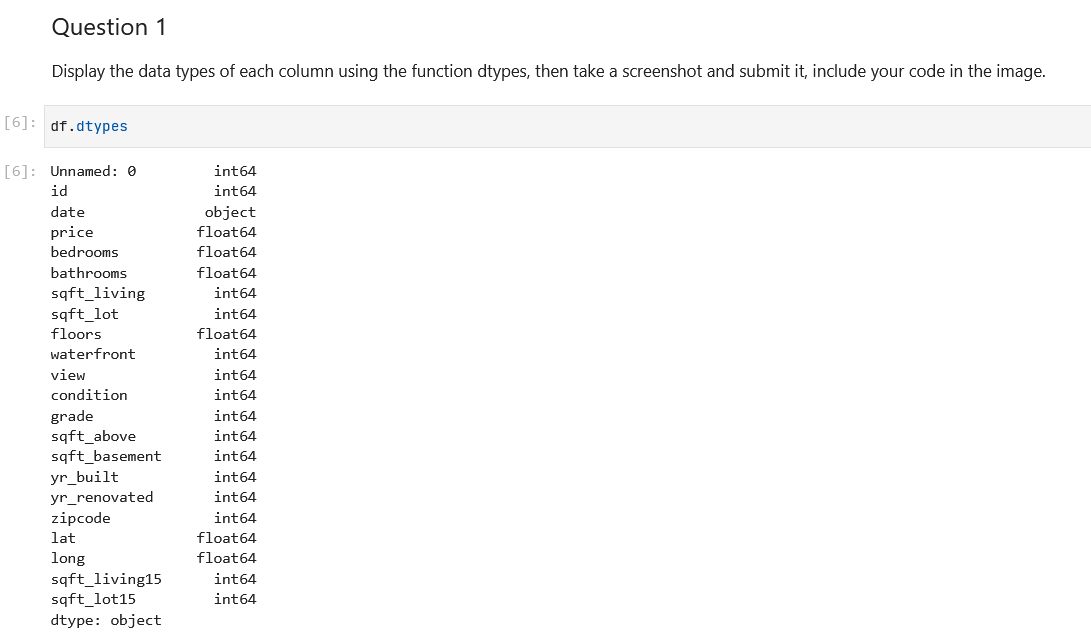 Question 1
Display the data types of each column using the function dtypes, then take a screenshot and submit it, include your code in the image.
[6]: df.dtypes
[6]: Unnamed: 0 int64
id int64
date object
price float64
bedrooms float64
bathrooms float64
sqft_living int64
sqft_lot int64
floors float64
waterfront int64
view int64
condition int64
grade int64
sqft_above int64
sqft_basement int64
yr_built int64
yr_renovated int64
zipcode int64
lat float64
long float64
sqft_living15 int64
sqft_lot15 int64
dtype: object